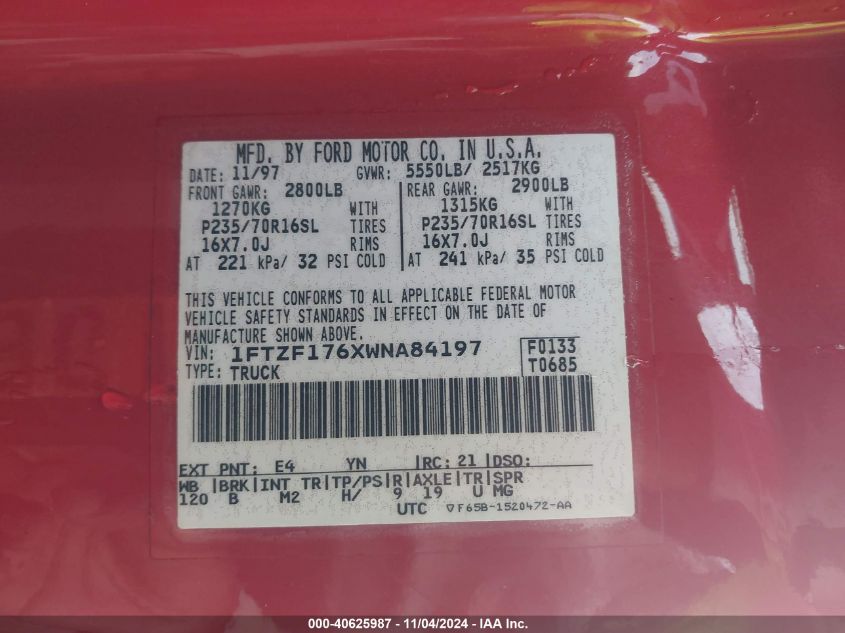 MFD. BY FORD MOTOR CO. IN U.S.A.
DATE: 11/97 GVWR: 5550LB/ 2517KG
FRONT GAWR: 2800LB REAR GAWR: 2900LB
1270KG WITH 1315KG WITH
P235/70R16SL TIRES P235/70R16SL TIRES
16X7.0J RIMS 16X7.0J RIMS
AT 221 kPa/ 32 PSI COLD AT 241 kPa/ 35 PSI COLD
THIS VEHICLE CONFORMS TO ALL APPLICABLE FEDERAL MOTOR
VEHICLE SAFETY STANDARDS IN EFFECT ON THE DATE OF
MANUFACTURE SHOWN ABOVE.
VIN: 1FTZF176XWNA84197 F0133
TYPE: TRUCK T0685
EXT PNT: E4 YN RC: 21 DSO:
WB BRK INT TR TP/PS R AXLE TR SPR
120 B M2 H/ 9 19 U MG
UTC ▽F65B-1520472-AA
000-40625987 - 11/04/2024 - IAA Inc.